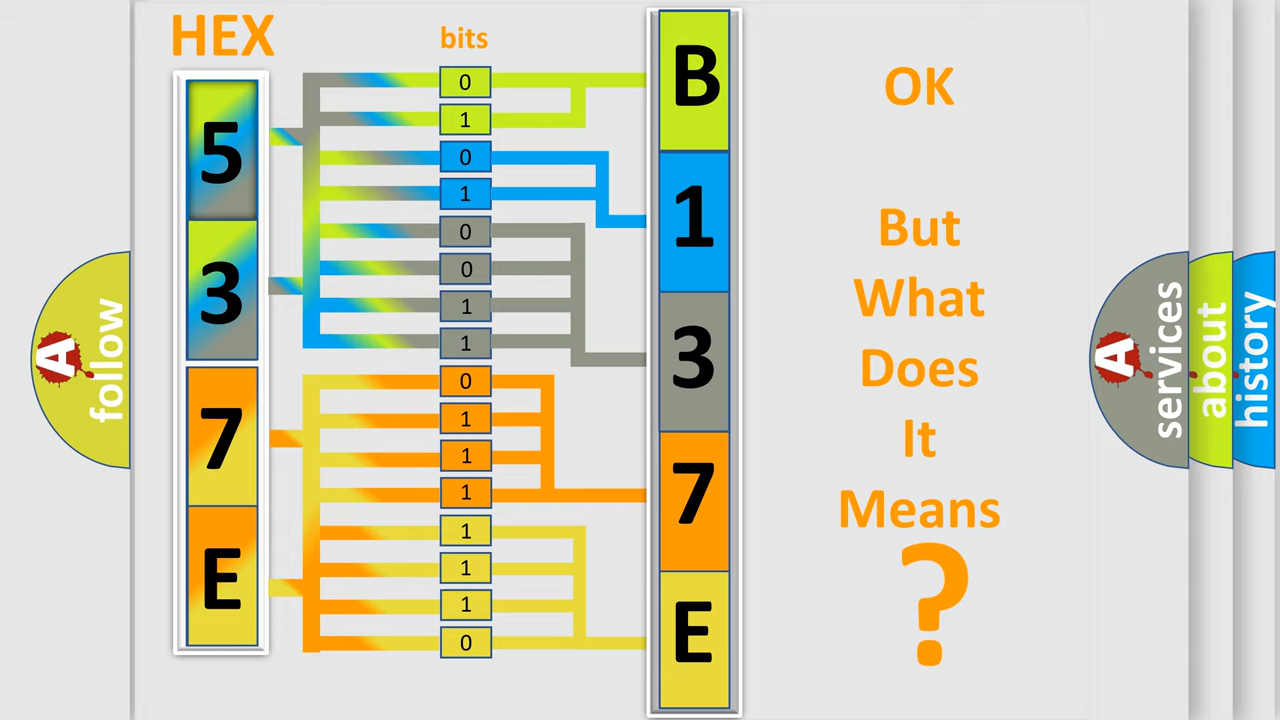 HEX
bits
5
3
7
E
0
1
0
1
0
0
1
1
0
1
1
1
1
1
1
0
B
1
3
7
E
OK
But
What
Does
It
Means
?
A
follow
A
services
about
history